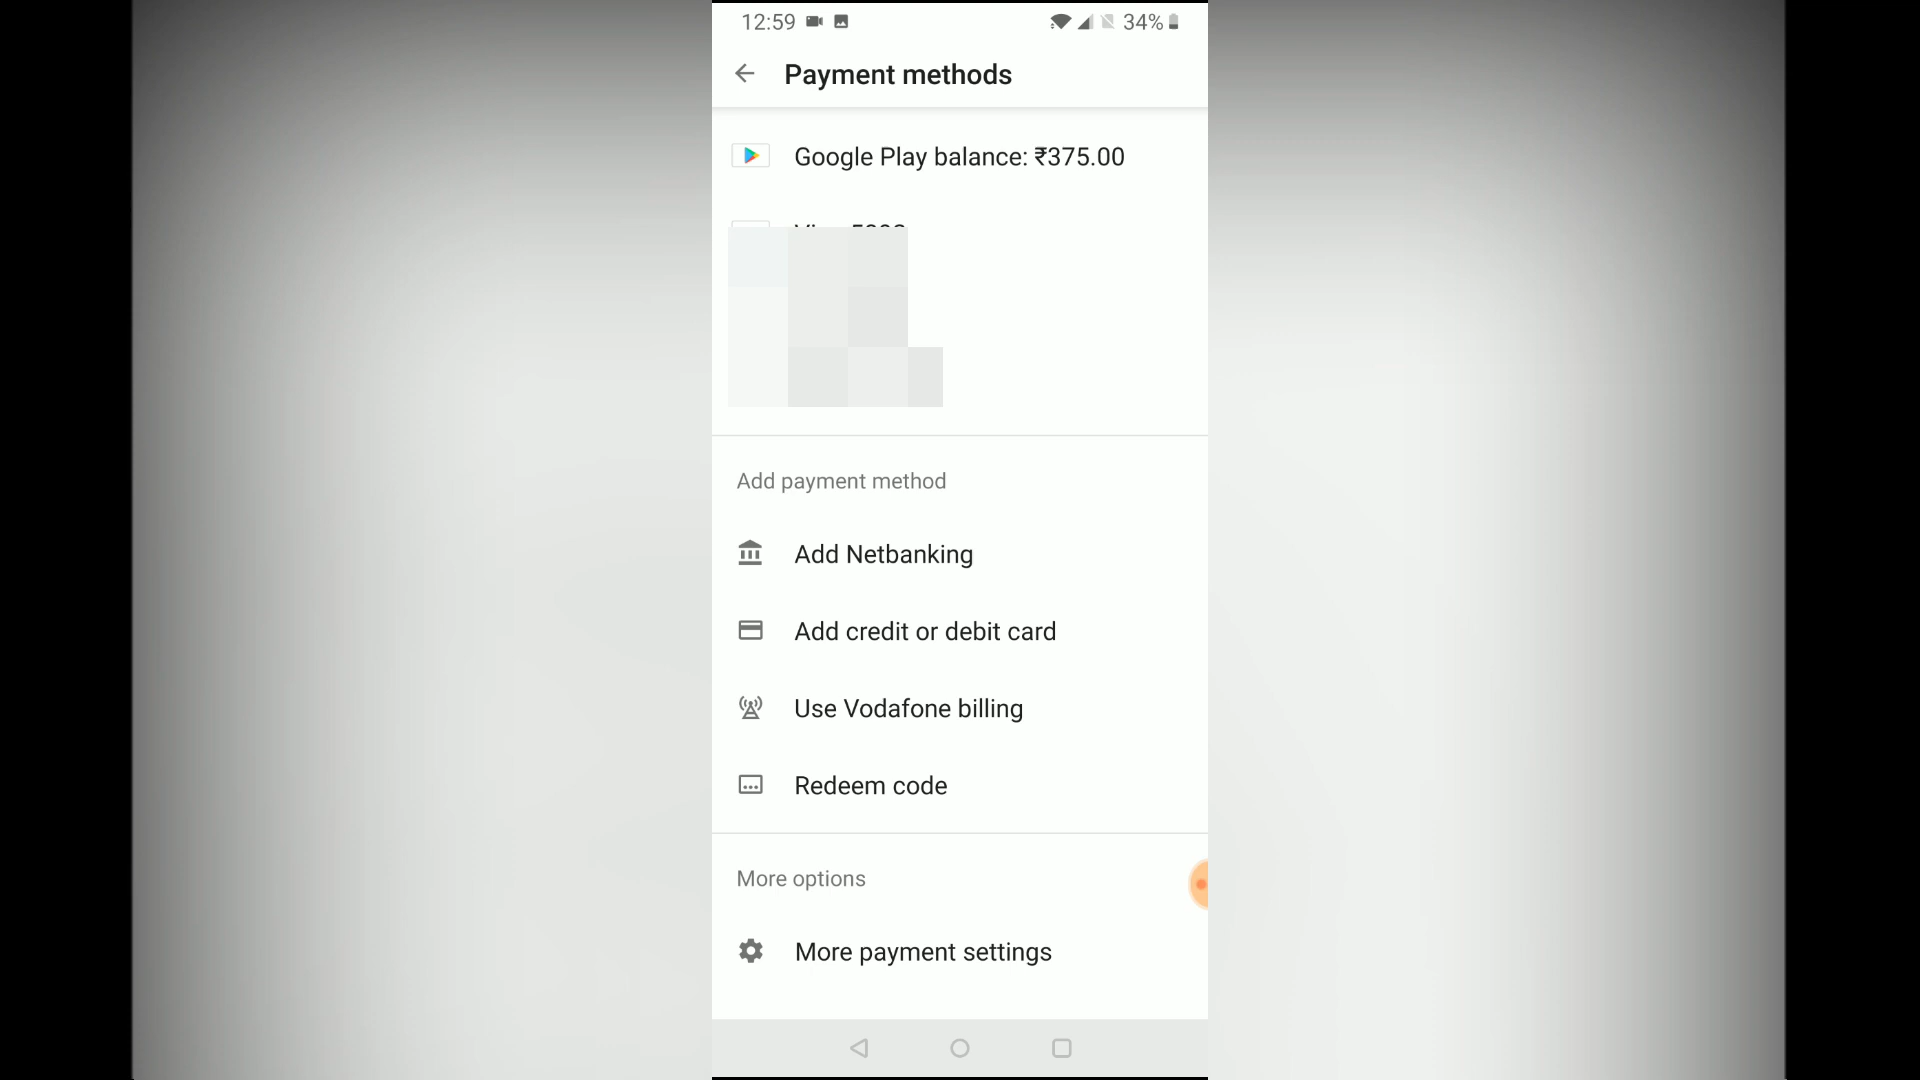 12:59 34%
Payment methods
Google Play balance: ₹375.00
Add payment method
Add Netbanking
Add credit or debit card
Use Vodafone billing
Redeem code
More options
More payment settings